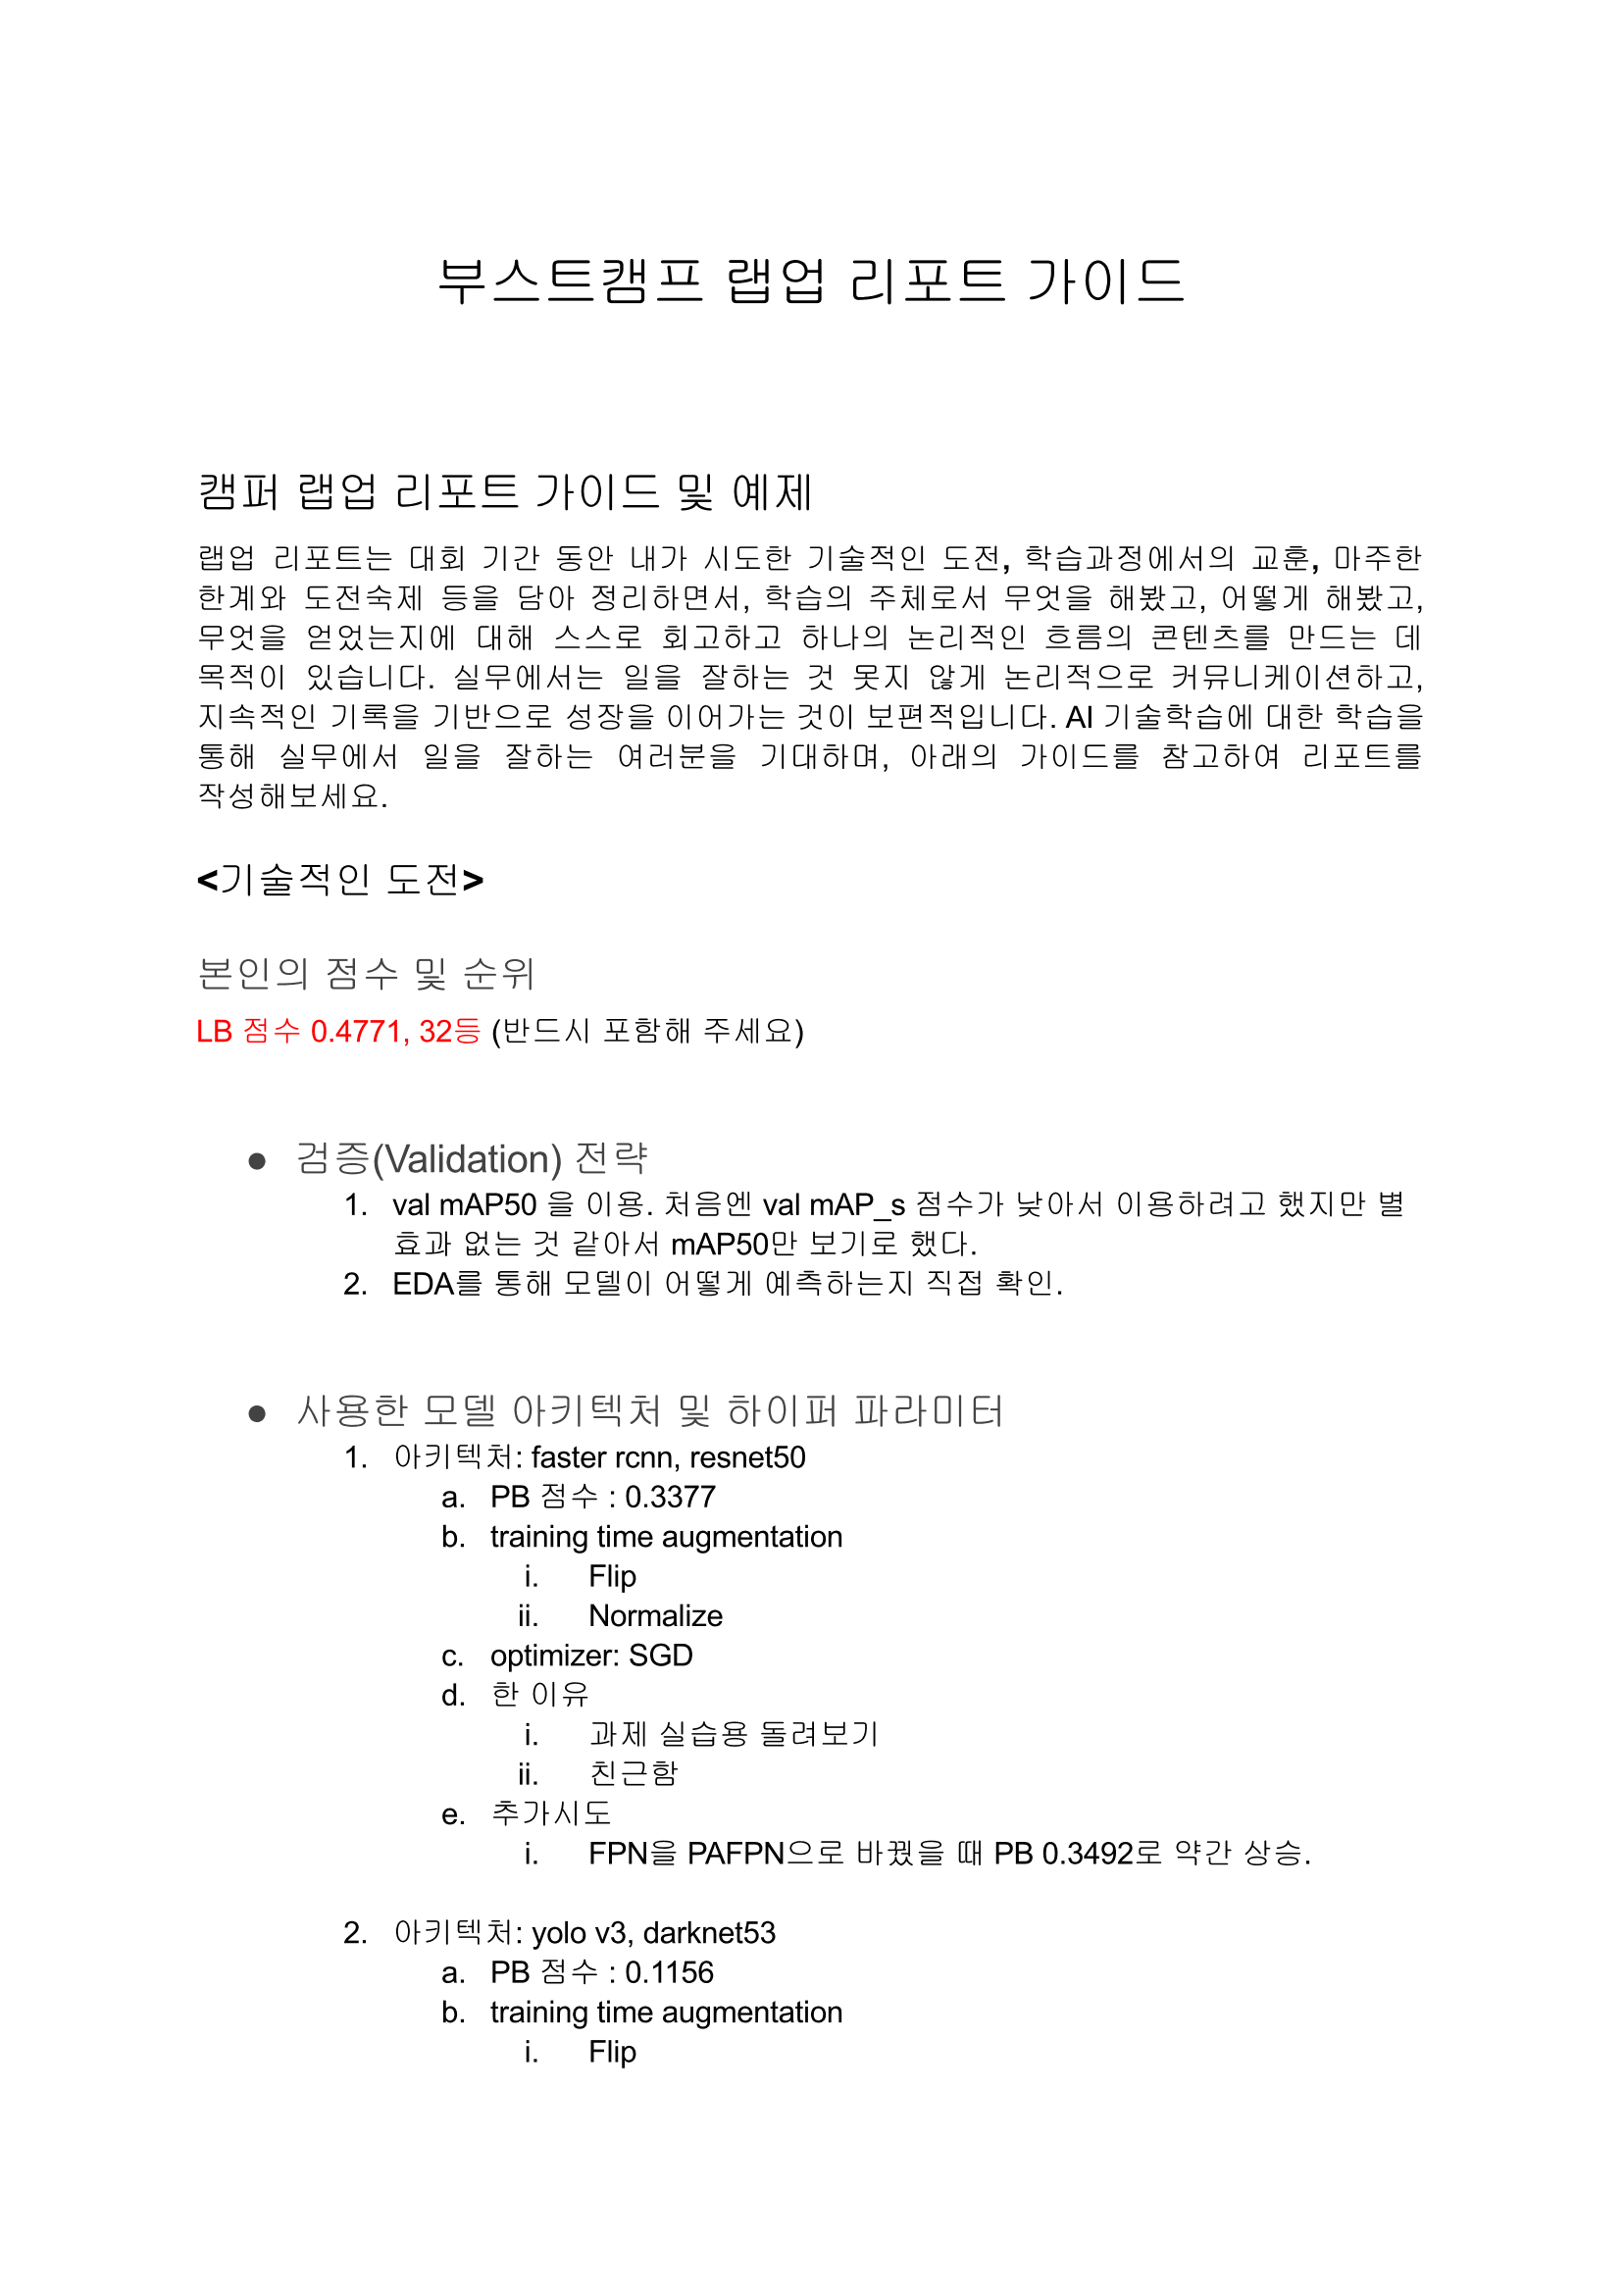 부스트캠프 랩업 리포트 가이드
캠퍼 랩업 리포트 가이드 및 예제
랩업 리포트는 대회 기간 동안 내가 시도한 기술적인 도전, 학습과정에서의 교훈, 마주한
한계와 도전숙제 등을 담아 정리하면서, 학습의 주체로서 무엇을 해봤고, 어떻게 해봤고,
무엇을 얻었는지에 대해 스스로 회고하고 하나의 논리적인 흐름의 콘텐츠를 만드는 데
목적이 있습니다. 실무에서는 일을 잘하는 것 못지 않게 논리적으로 커뮤니케이션하고,
지속적인 기록을 기반으로 성장을 이어가는 것이 보편적입니다. AI 기술학습에 대한 학습을
통해 실무에서 일을 잘하는 여러분을 기대하며, 아래의 가이드를 참고하여 리포트를
작성해보세요.
<기술적인 도전>
본인의 점수 및 순위
LB 점수 0.4771, 32등 (반드시 포함해 주세요)
● 검증(Validation) 전략
1. val mAP50 을 이용. 처음엔 val mAP_s 점수가 낮아서 이용하려고 했지만 별
효과 없는 것 같아서 mAP50만 보기로 했다.
2. EDA를 통해 모델이 어떻게 예측하는지 직접 확인.
● 사용한 모델 아키텍처 및 하이퍼 파라미터
1. 아키텍처: faster rcnn, resnet50
a. PB 점수 : 0.3377
b. training time augmentation
i. Flip
ii. Normalize
c. optimizer: SGD
d. 한 이유
i. 과제 실습용 돌려보기
ii. 친근함
e. 추가시도
i. FPN을 PAFPN으로 바꿨을 때 PB 0.3492로 약간 상승.
2. 아키텍처: yolo v3, darknet53
a. PB 점수 : 0.1156
b. training time augmentation
i. Flip